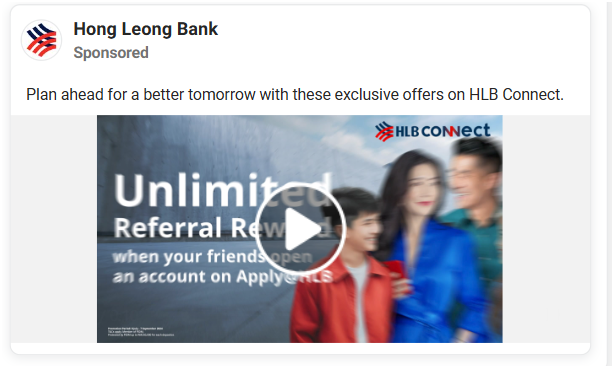 Hong Leong Bank
Sponsored
Plan ahead for a better tomorrow with these exclusive offers on HLB Connect.
HLB CONNECT
Unlimited
Referral Reward
when your friends open
an account on Apply@HLB